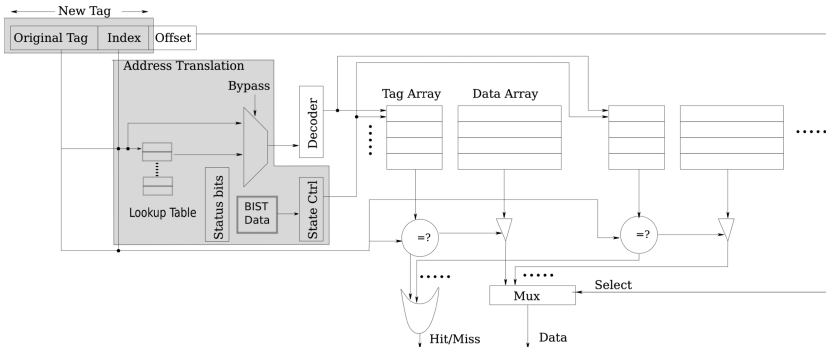 New Tag
Original Tag
Index
Offset
Address Translation
Bypass
Decoder
Tag Array
Data Array
Lookup Table
Status bits
BIST
Data
State Ctrl
=?
=?
Select
Mux
Hit/Miss
Data